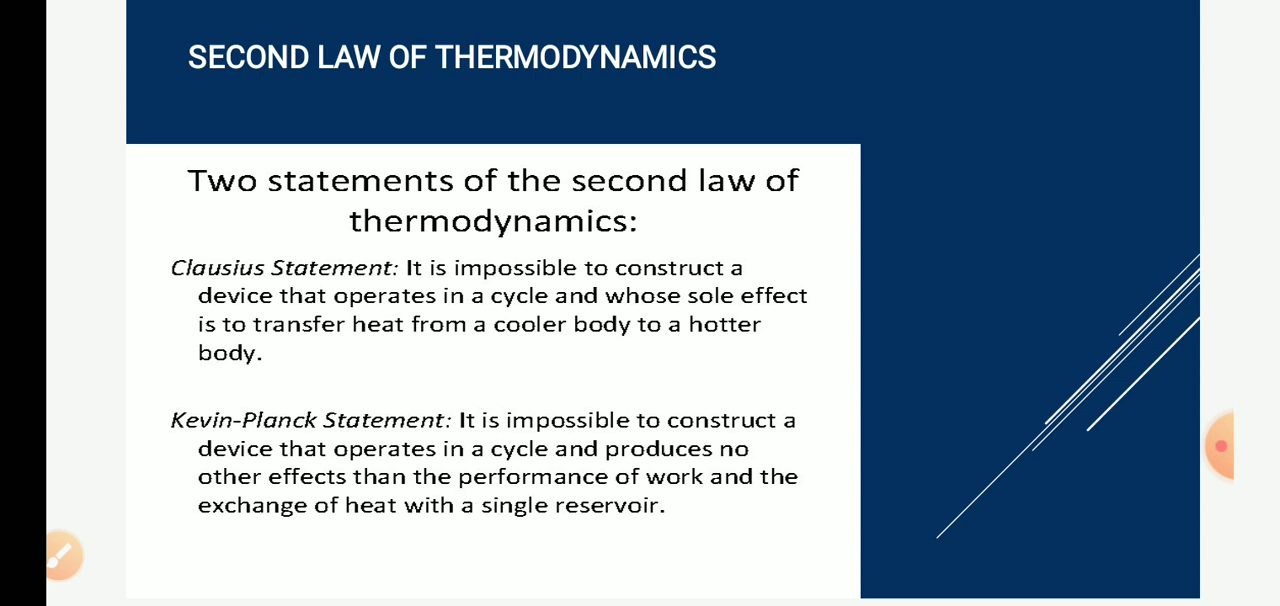 SECOND LAW OF THERMODYNAMICS
Two statements of the second law of
thermodynamics:
Clausius Statement: It is impossible to construct a
device that operates in a cycle and whose sole effect
is to transfer heat from a cooler body to a hotter
body.
Kevin-Planck Statement: It is impossible to construct a
device that operates in a cycle and produces no
other effects than the performance of work and the
exchange of heat with a single reservoir.